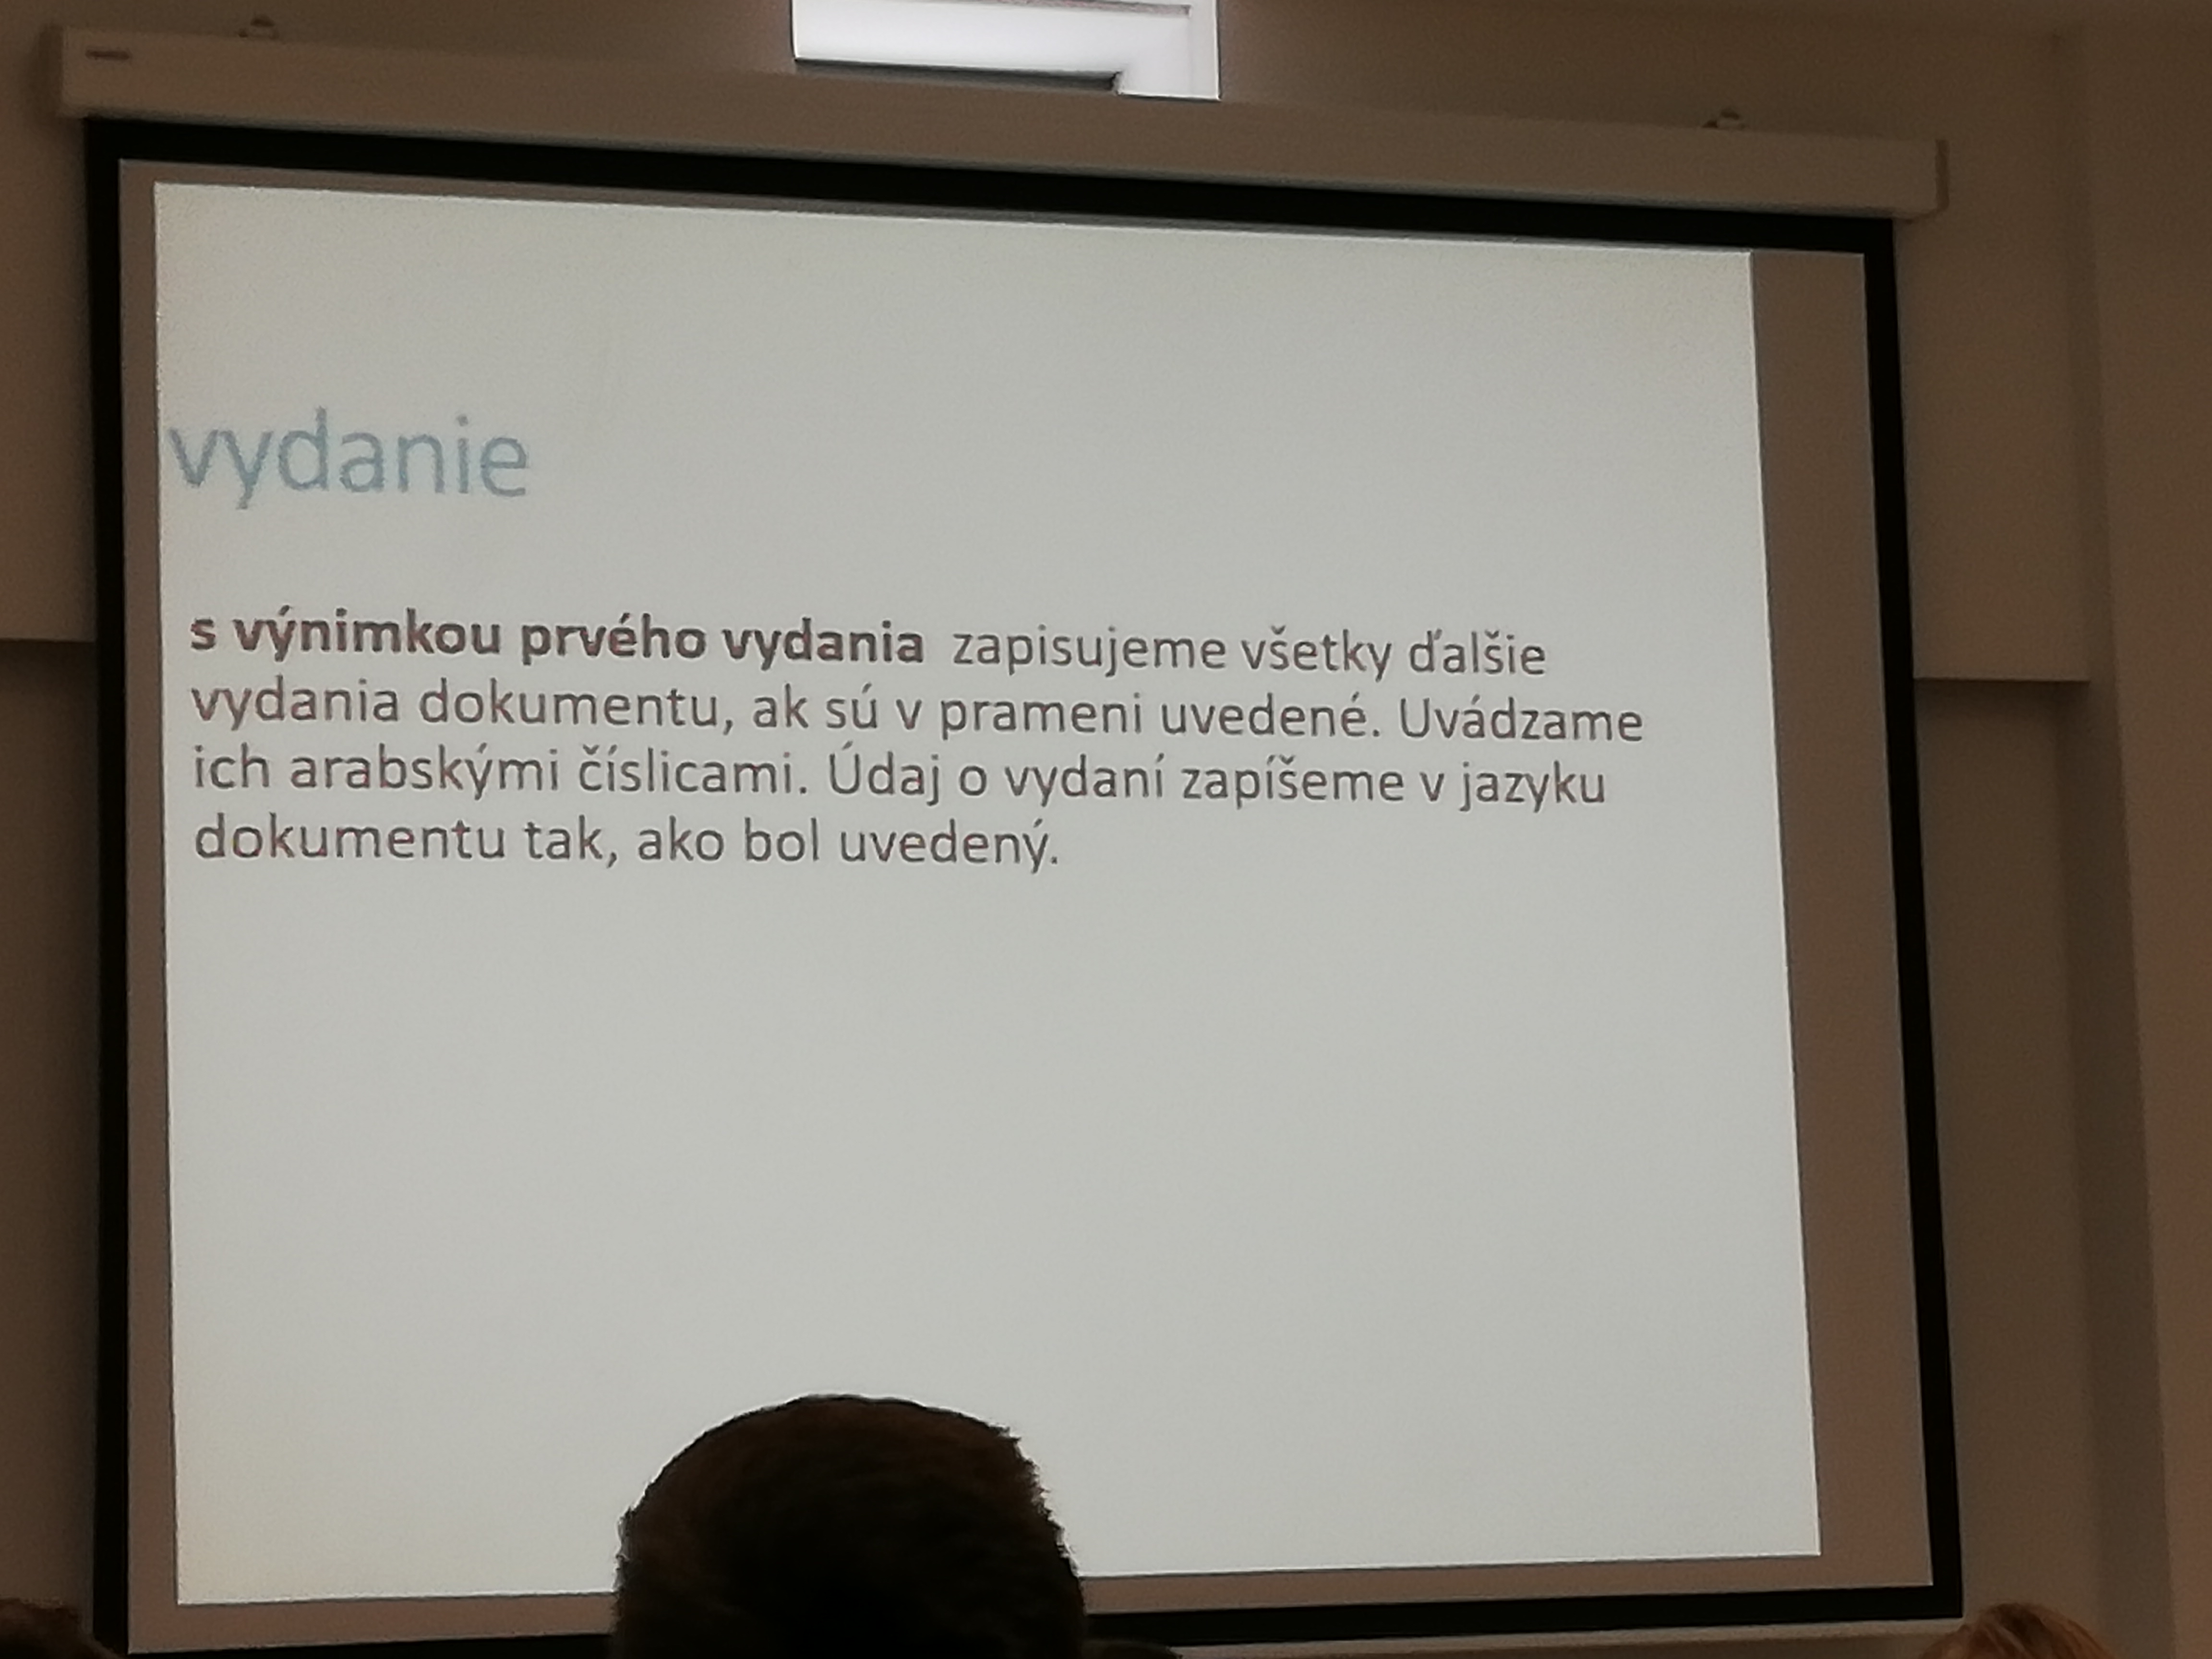 vydanie
s výnimkou prvého vydania zapisujeme všetky ďalšie
vydania dokumentu, ak sú v prameni uvedené. Uvádzame
ich arabskými číslicami. Údaj o vydaní zapíšeme v jazyku
dokumentu tak, ako bol uvedený.